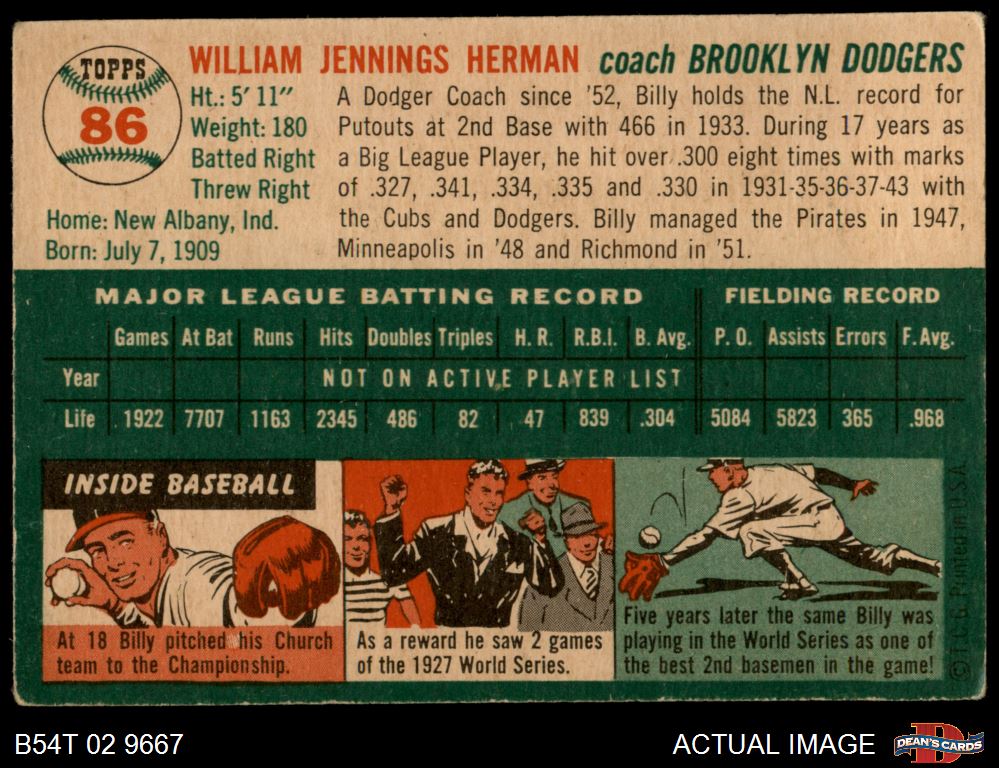 TOPPS
86
WILLIAM JENNINGS HERMAN coach BROOKLYN DODGERS
Ht.: 5' 11"
Weight: 180
Batted Right
Threw Right
Home: New Albany, Ind.
Born: July 7, 1909
A Dodger Coach since '52, Billy holds the N.L. record for
Putouts at 2nd Base with 466 in 1933. During 17 years as
a Big League Player, he hit over .300 eight times with marks
of .327, .341, .334, .335 and .330 in 1931-35-36-37-43 with
the Cubs and Dodgers. Billy managed the Pirates in 1947,
Minneapolis in '48 and Richmond in '51.
MAJOR LEAGUE BATTING RECORD FIELDING RECORD
Games At Bat Runs Hits Doubles Triples H. R. R.B.I. B. Avg. P. O. Assists Errors F. Avg.
Year NOT ON ACTIVE PLAYER LIST
Life 1922 7707 1163 2345 486 82 47 839 .304 5084 5823 365 .968
INSIDE BASEBALL
At 18 Billy pitched his Church
team to the Championship.
As a reward he saw 2 games
of the 1927 World Series.
Five years later the same Billy was
playing in the World Series as one of
the best 2nd basemen in the game!
© T. C. G. Printed in U.S.A.
B54T 02 9667
ACTUAL IMAGE
DEAN'S CARDS